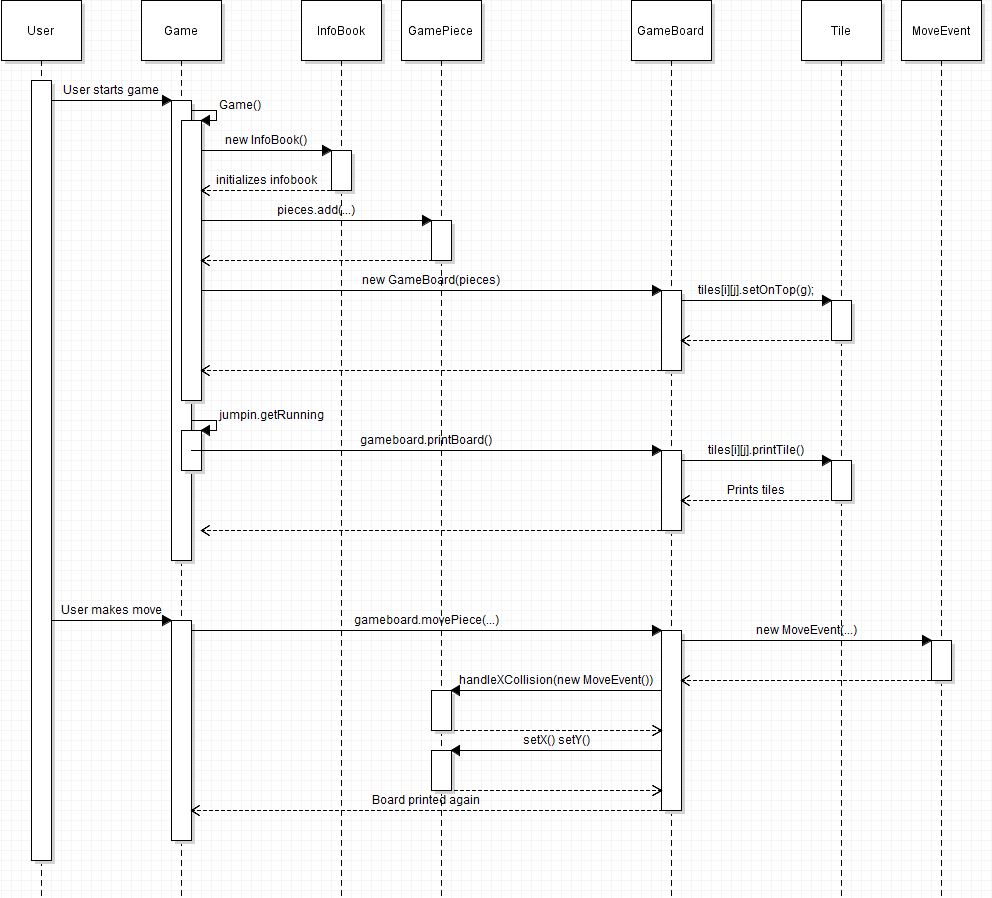 User
Game
InfoBook
GamePiece
GameBoard
Tile
MoveEvent
User starts game
Game()
new InfoBook()
initializes infobook
pieces.add(...)
new GameBoard(pieces)
tiles[i][j].setOnTop(g);
jumpin.getRunning
gameboard.printBoard()
tiles[i][j].printTile()
Prints tiles
User makes move
gameboard.movePiece(...)
new MoveEvent(...)
handleXCollision(new MoveEvent())
setX() setY()
Board printed again